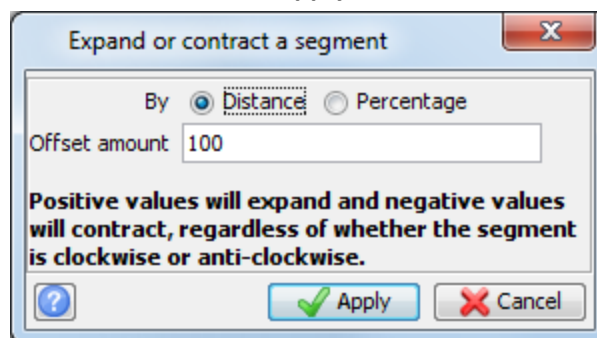 Expand or contract a segment
By Distance Percentage
Offset amount 100
Positive values will expand and negative values
will contract, regardless of whether the segment
is clockwise or anti-clockwise.
? Apply Cancel